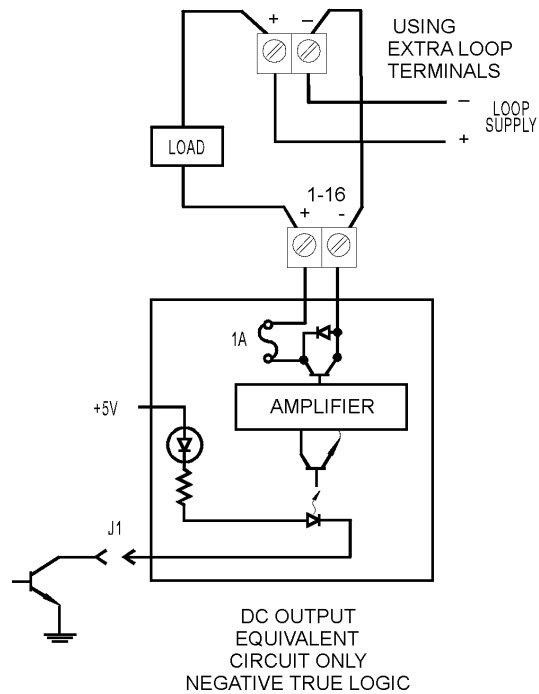 + –
USING
EXTRA LOOP
TERMINALS
–
LOOP
SUPPLY
+
LOAD
1-16
+ -
1A
AMPLIFIER
+5V
J1
DC OUTPUT
EQUIVALENT
CIRCUIT ONLY
NEGATIVE TRUE LOGIC